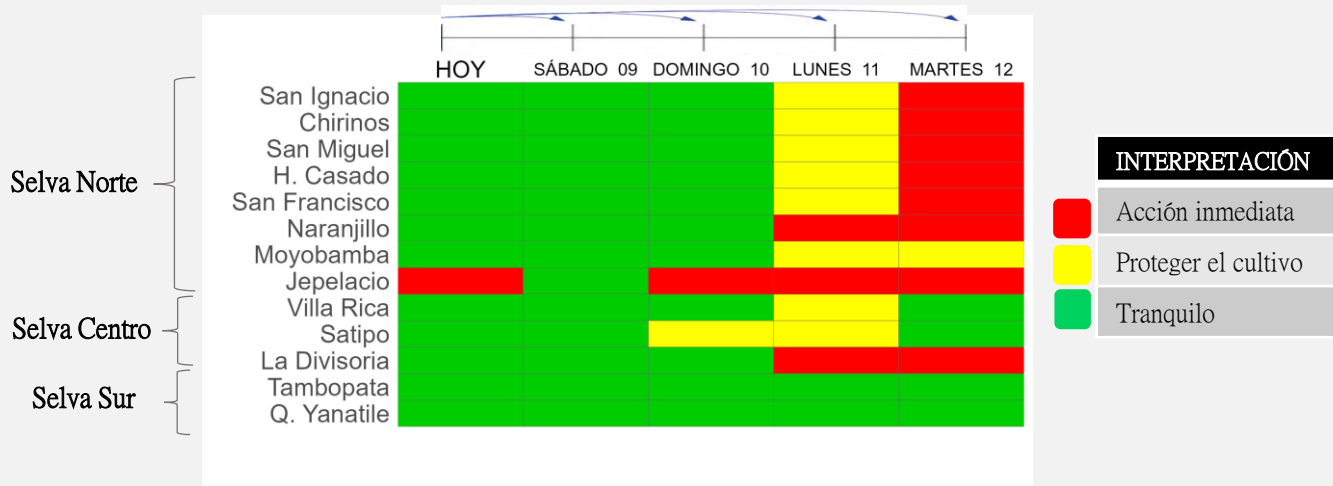 HOY SÁBADO 09 DOMINGO 10 LUNES 11 MARTES 12
Selva Norte
San Ignacio
Chirinos
San Miguel
H. Casado
San Francisco
Naranjillo
Moyobamba
Jepelacio
Selva Centro
Villa Rica
Satipo
La Divisoria
Selva Sur
Tambopata
Q. Yanatile
INTERPRETACIÓN
Acción inmediata
Proteger el cultivo
Tranquilo